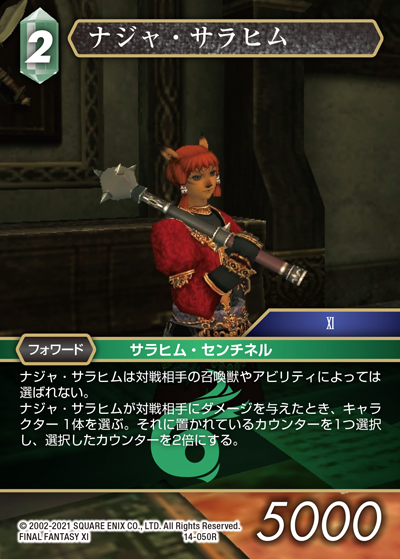 2
ナジャ・サラヒム
XI
フォワード
サラヒム・センチネル
ナジャ・サラヒムは対戦相手の召喚獣やアビリティによっては
選ばれない。
ナジャ・サラヒムが対戦相手にダメージを与えたとき、キャラ
クター 1体を選ぶ。それに置かれているカウンターを1つ選択
し、選択したカウンターを2倍にする。
© 2002-2021 SQUARE ENIX CO., LTD. All Rights Reserved.
FINAL FANTASY XI
14-050R
5000